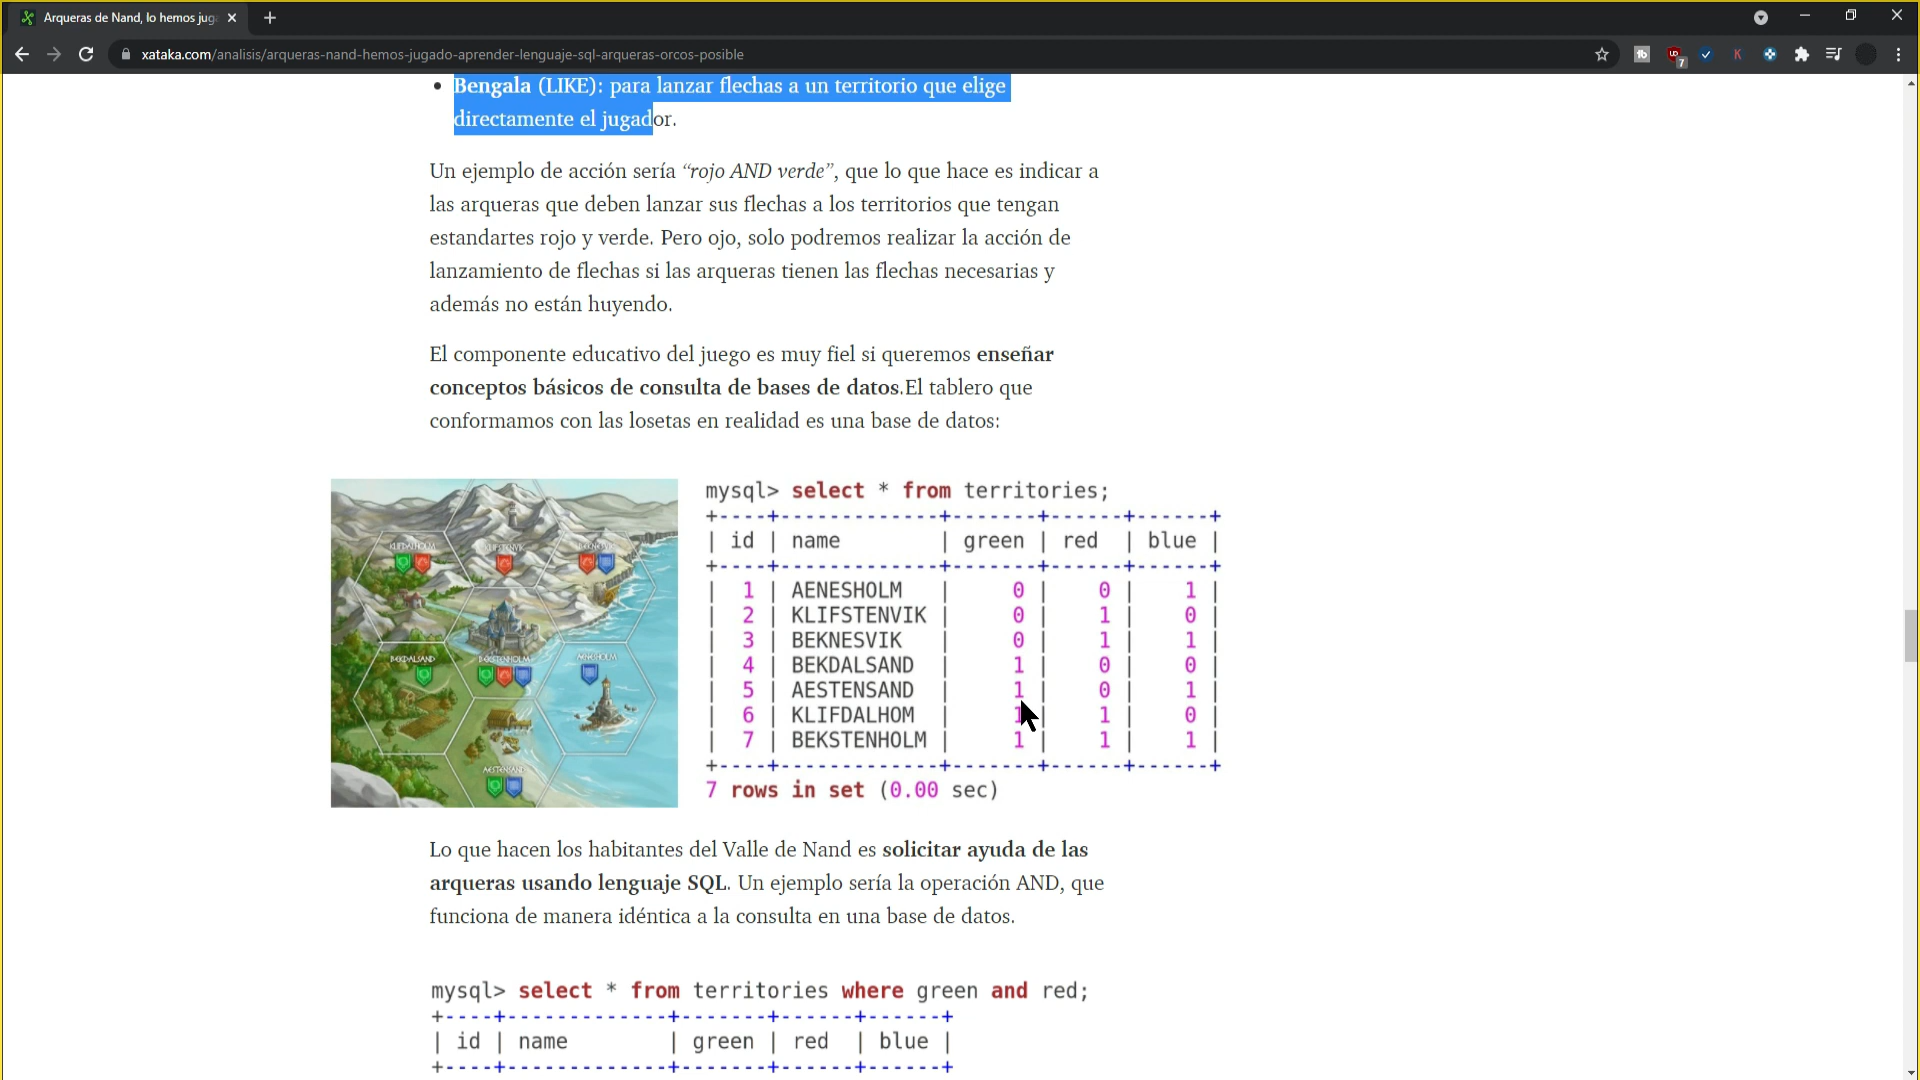 Arqueras de Nand, lo hemos jug
xataka.com/analisis/arqueras-nand-hemos-jugado-aprender-lenguaje-sql-arqueras-orcos-posible
7
• Bengala (LIKE): para lanzar flechas a un territorio que elige
directamente el jugador.
Un ejemplo de acción sería “rojo AND verde”, que lo que hace es indicar a
las arqueras que deben lanzar sus flechas a los territorios que tengan
estandartes rojo y verde. Pero ojo, solo podremos realizar la acción de
lanzamiento de flechas si las arqueras tienen las flechas necesarias y
además no están huyendo.
El componente educativo del juego es muy fiel si queremos enseñar
conceptos básicos de consulta de bases de datos.El tablero que
conformamos con las losetas en realidad es una base de datos:
KLIFDALHOLM
KLIFSTENVIK
BEKNESVIK
BEKDALSAND
BEKSTENHOLM
AENESHOLM
AESTENSAND
mysql> select * from territories;
+----+-------------+-------+------+------+
| id | name | green | red | blue |
+----+-------------+-------+------+------+
| 1 | AENESHOLM | 0 | 0 | 1 |
| 2 | KLIFSTENVIK | 0 | 1 | 0 |
| 3 | BEKNESVIK | 0 | 1 | 1 |
| 4 | BEKDALSAND | 1 | 0 | 0 |
| 5 | AESTENSAND | 1 | 0 | 1 |
| 6 | KLIFDALHOM | 1 | 1 | 0 |
| 7 | BEKSTENHOLM | 1 | 1 | 1 |
+----+-------------+-------+------+------+
7 rows in set (0.00 sec)
Lo que hacen los habitantes del Valle de Nand es solicitar ayuda de las
arqueras usando lenguaje SQL. Un ejemplo sería la operación AND, que
funciona de manera idéntica a la consulta en una base de datos.
mysql> select * from territories where green and red;
+----+-------------+-------+------+------+
| id | name | green | red | blue |
+----+-------------+-------+------+------+